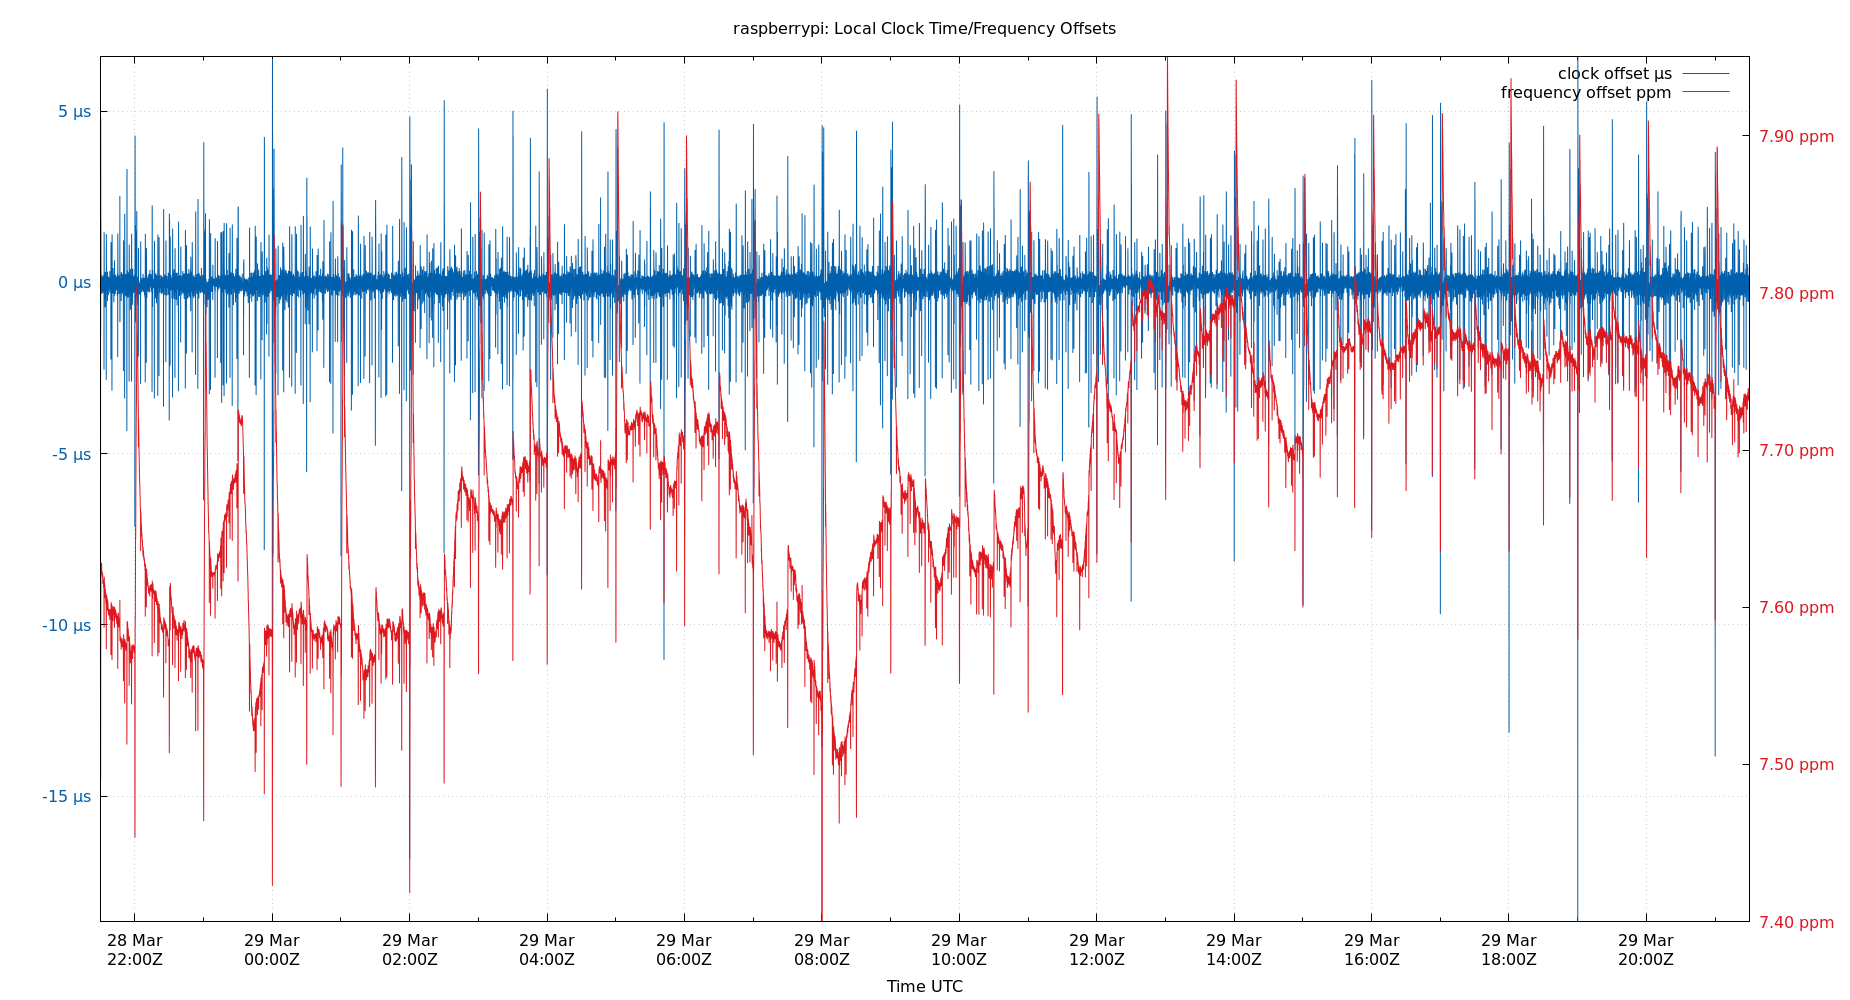 raspberrypi: Local Clock Time/Frequency Offsets
clock offset µs
frequency offset ppm
5 µs
0 µs
-5 µs
-10 µs
-15 µs
7.90 ppm
7.80 ppm
7.70 ppm
7.60 ppm
7.50 ppm
7.40 ppm
28 Mar 29 Mar 29 Mar 29 Mar 29 Mar 29 Mar 29 Mar 29 Mar 29 Mar 29 Mar 29 Mar 29 Mar
22:00Z 00:00Z 02:00Z 04:00Z 06:00Z 08:00Z 10:00Z 12:00Z 14:00Z 16:00Z 18:00Z 20:00Z
Time UTC